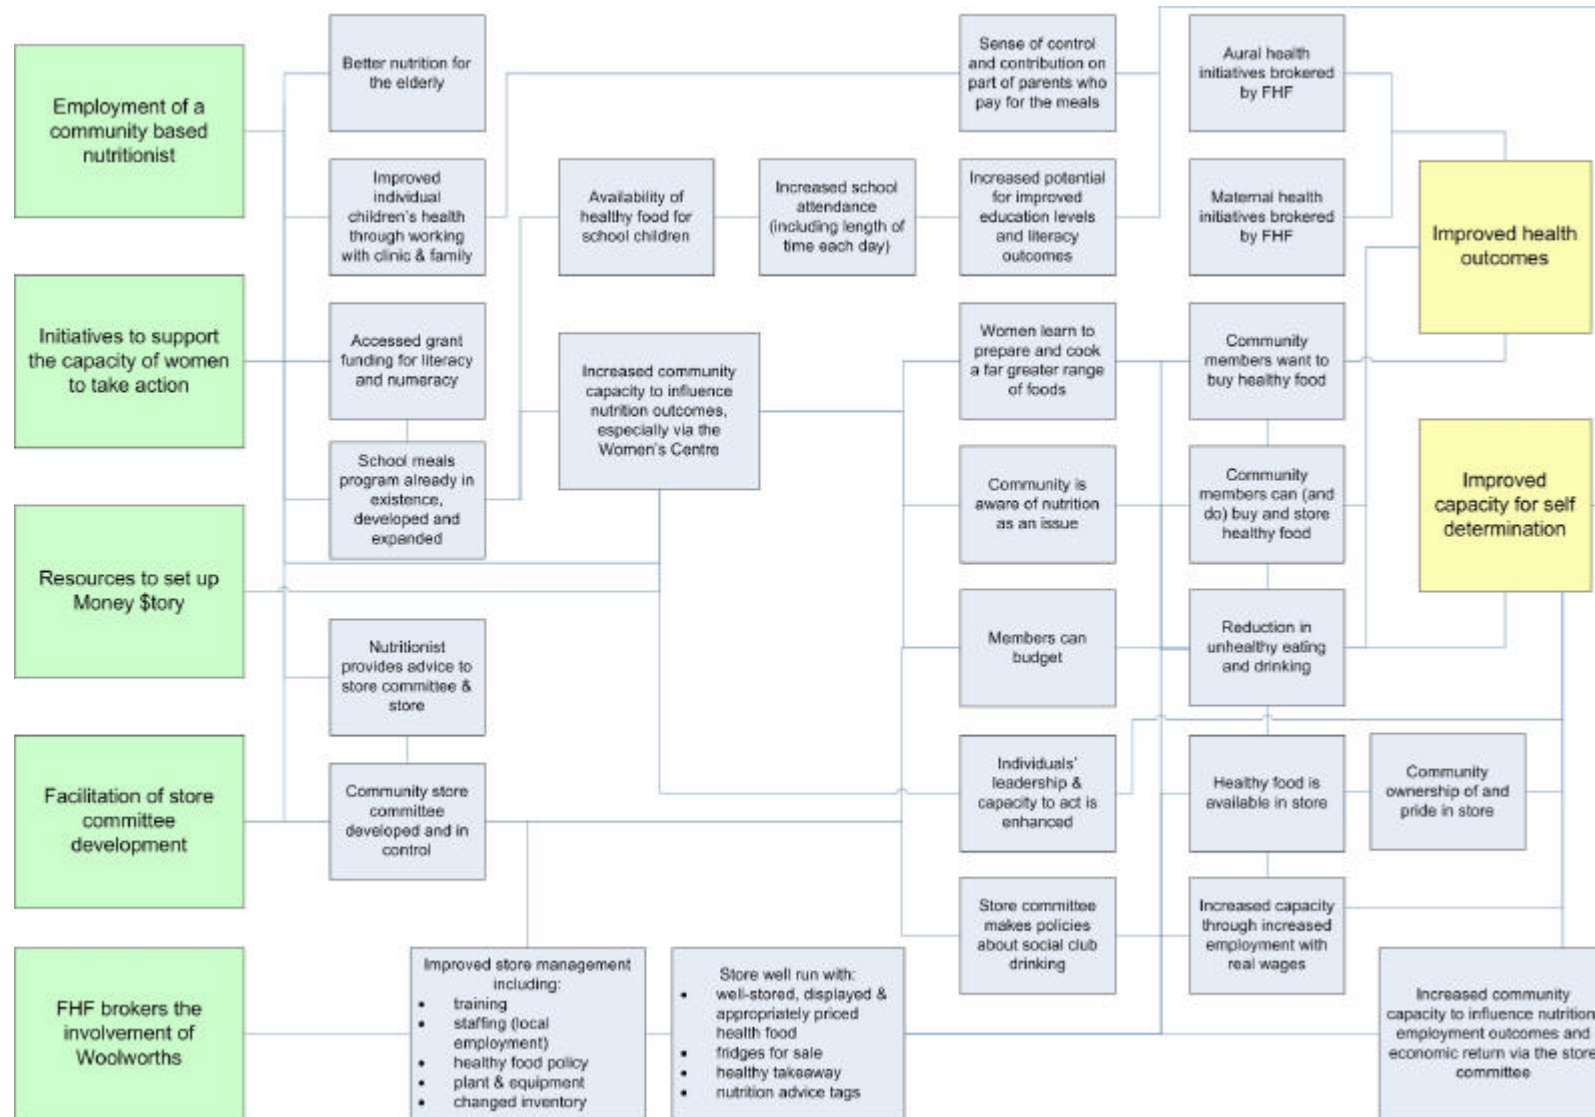 Employment of a
community based
nutritionist
Initiatives to support
the capacity of women
to take action
Resources to set up
Money $tory
Facilitation of store
committee
development
FHF brokers the
involvement of
Woolworths
Better nutrition for
the elderly
Improved
individual
children's health
through working
with clinic & family
Accessed grant
funding for literacy
and numeracy
School meals
program already in
existence,
developed and
expanded
Nutritionist
provides advice to
store committee &
store
Community store
committee
developed and in
control
Improved store management
including:
• training
• staffing (local
employment)
• healthy food policy
• plant & equipment
• changed inventory
Availability of
healthy food for
school children
Increased community
capacity to influence
nutrition outcomes,
especially via the
Women's Centre
Store well run with:
• well-stored, displayed &
appropriately priced
health food
• fridges for sale
• healthy takeaway
• nutrition advice tags
Increased school
attendance
(including length of
time each day)
Sense of control
and contribution on
part of parents who
pay for the meals
Increased potential
for improved
education levels
and literacy
outcomes
Women learn to
prepare and cook
a far greater range
of foods
Community is
aware of nutrition
as an issue
Members can
budget
Individuals'
leadership &
capacity to act is
enhanced
Store committee
makes policies
about social club
drinking
Aural health
initiatives brokered
by FHF
Maternal health
initiatives brokered
by FHF
Community
members want to
buy healthy food
Community
members can (and
do) buy and store
healthy food
Reduction in
unhealthy eating
and drinking
Healthy food is
available in store
Increased capacity
through increased
employment with
real wages
Community
ownership of and
pride in store
Improved health
outcomes
Improved
capacity for self
determination
Increased community
capacity to influence nutrition
employment outcomes and
economic return via the store
committee